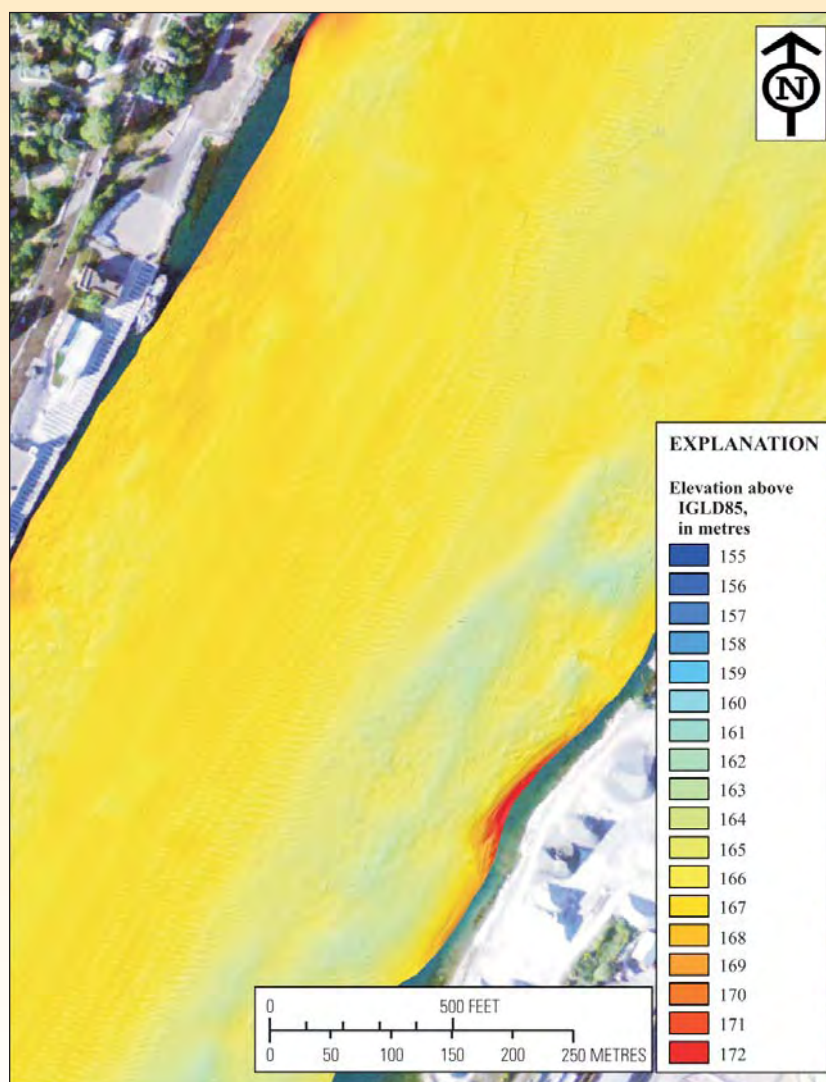 N
EXPLANATION
Elevation above
IGLD85,
in metres
155
156
157
158
159
160
161
162
163
164
165
166
167
168
169
170
171
172
0 500 FEET
0 50 100 150 200 250 METRES